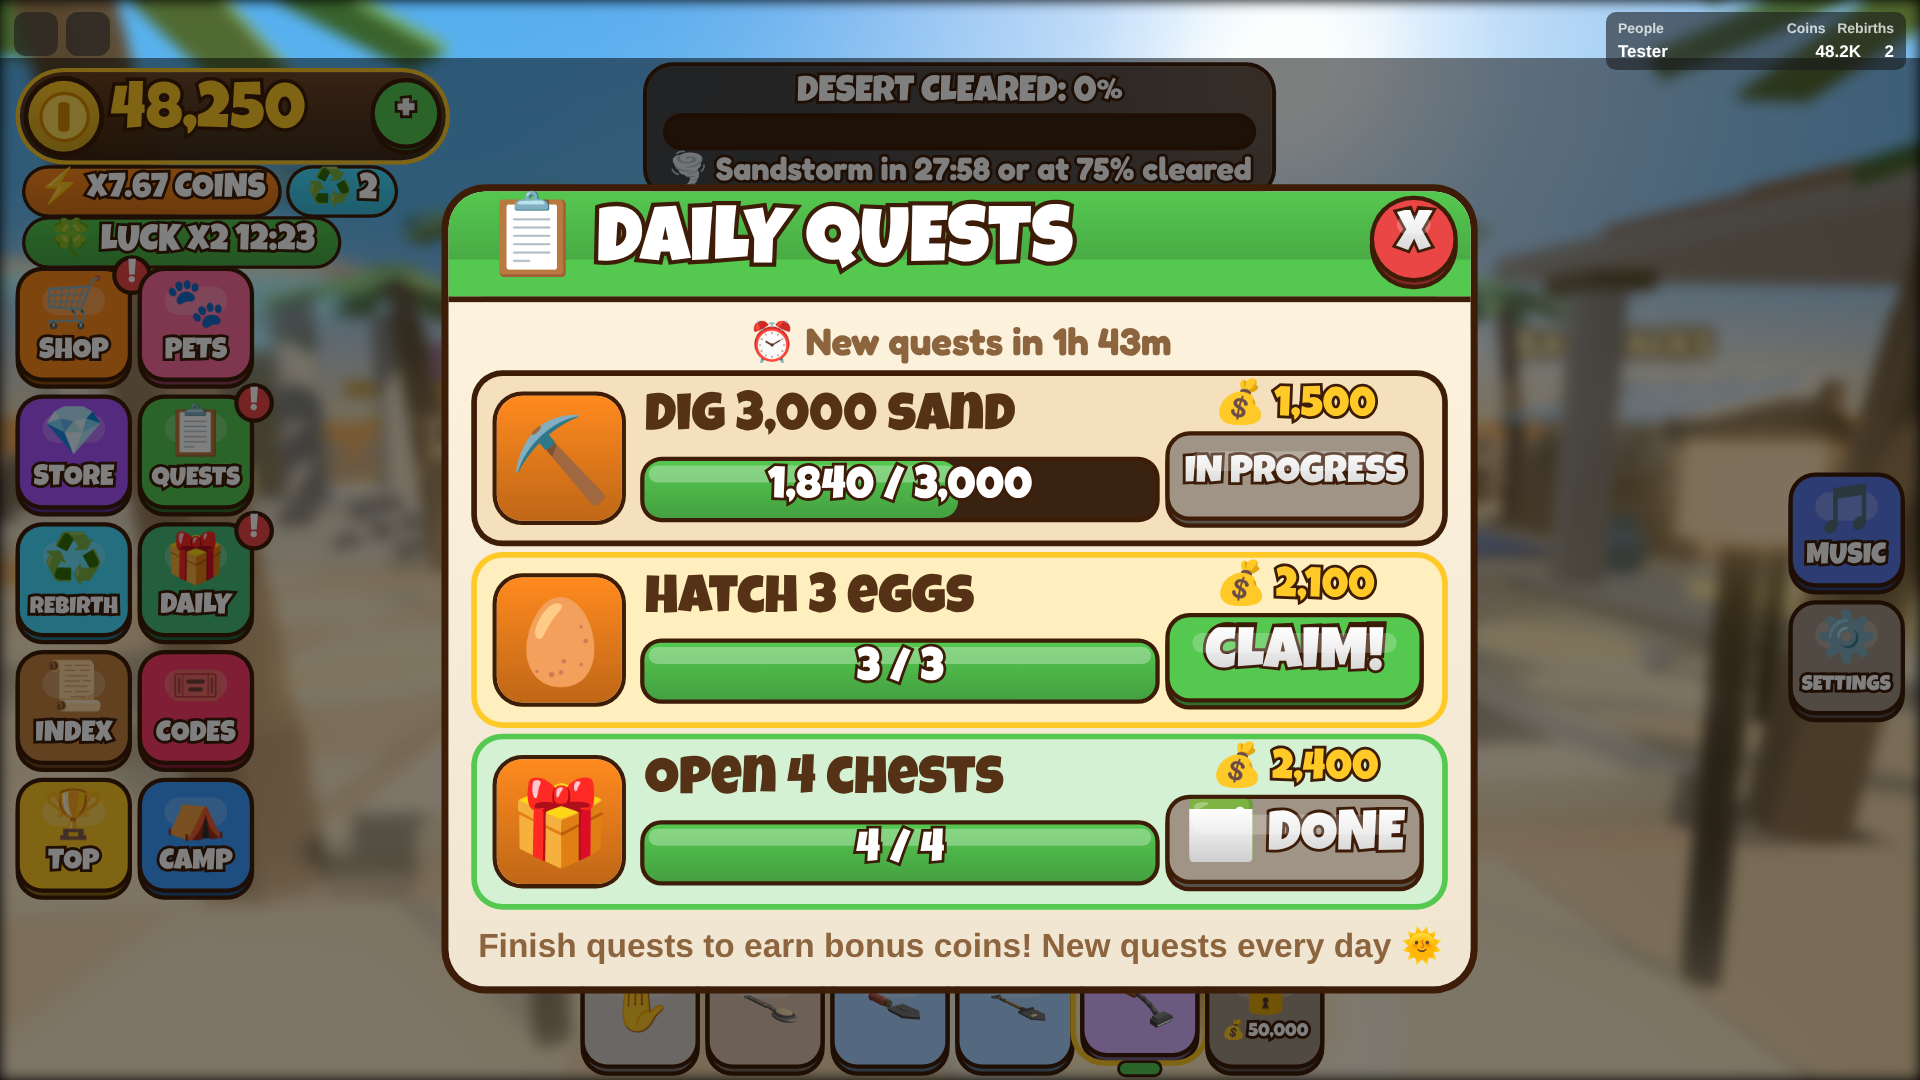 People Coins Rebirths
Tester 48.2K 2
48,250
+
X7.67 COINS
2
LUCK X2 12:23
DESERT CLEARED: 0%
Sandstorm in 27:58 or at 75% cleared
DAILY QUESTS
X
New quests in 1h 43m
DIG 3,000 SAND
1,840 / 3,000
1,500
IN PROGRESS
HATCH 3 EGGS
3 / 3
2,100
CLAIM!
OPEN 4 CHESTS
4 / 4
2,400
DONE
Finish quests to earn bonus coins! New quests every day
!
SHOP
PETS
!
STORE
QUESTS
!
REBIRTH
DAILY
INDEX
CODES
TOP
CAMP
MUSIC
SETTINGS
50,000